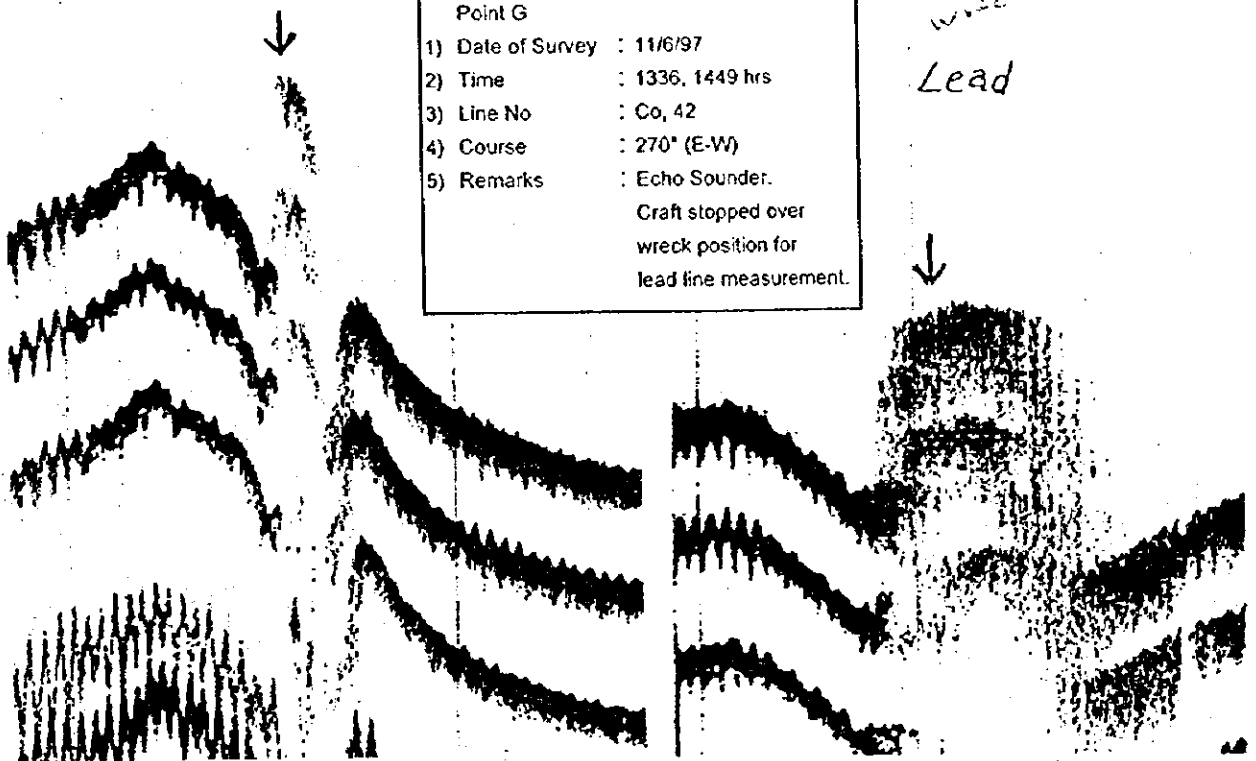 Point G
1) Date of Survey : 11/6/97
2) Time : 1336, 1449 hrs
3) Line No : Co, 42
4) Course : 270° (E-W)
5) Remarks : Echo Sounder.
Craft stopped over
wreck position for
lead line measurement.
Lead